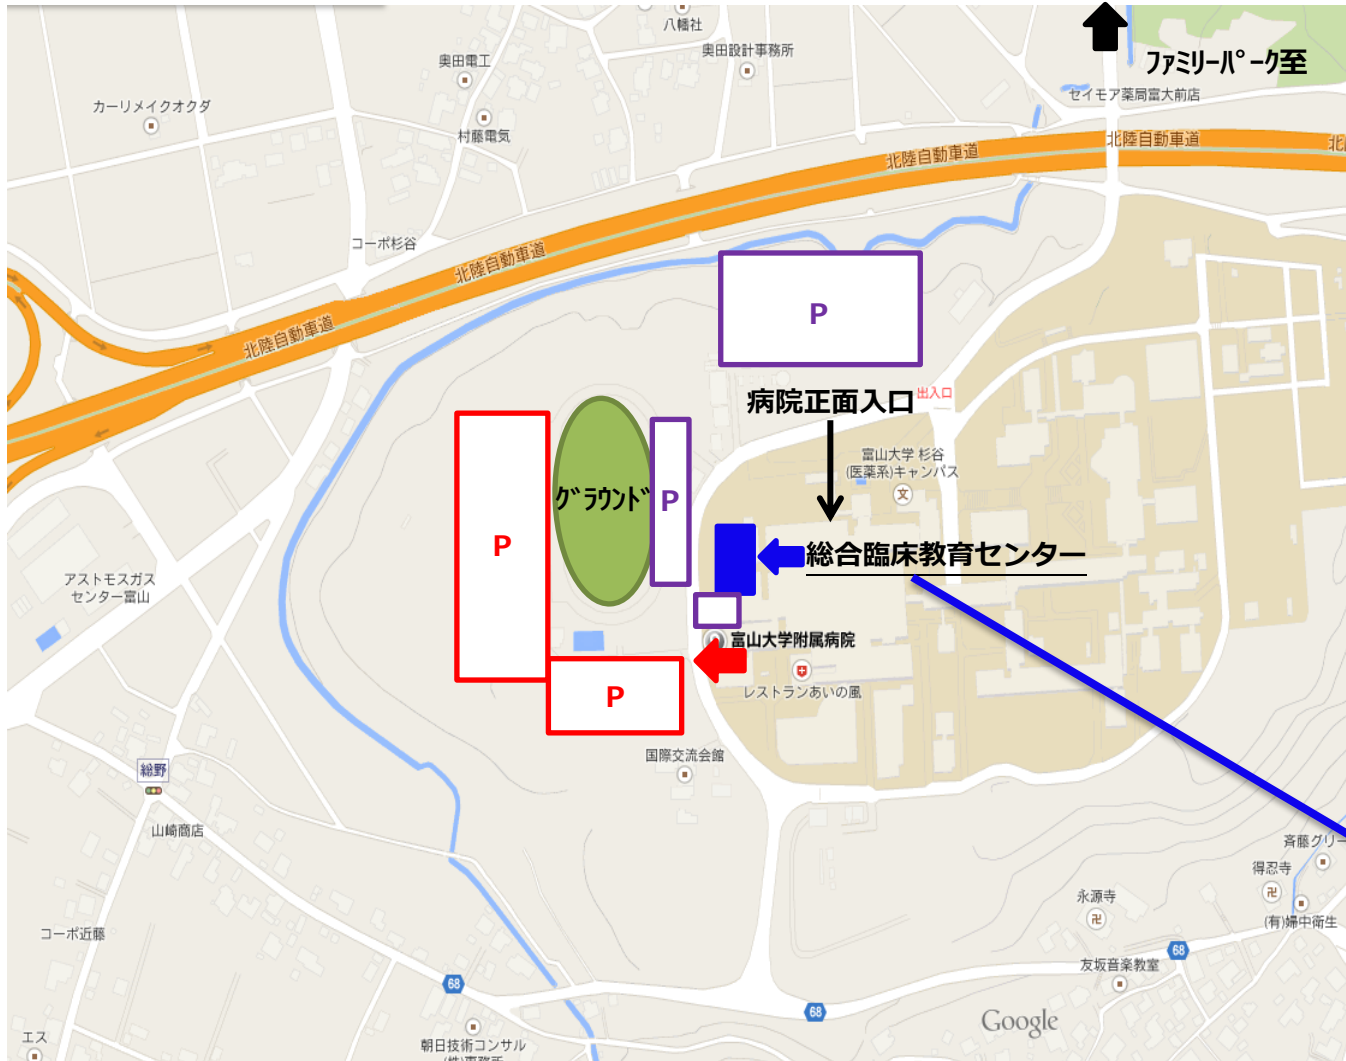 八幡社
奥田設計事務所
奥田電工
ファミリーパーク至
カーリメイクオクダ
セイモア薬局富大前店
村藤電気
北陸自動車道
北陸自動車道
北陸自動車道
北陸自動車道
コーポ杉谷
P
病院正面入口
出入口
富山大学 杉谷
(医薬系)キャンパス
文
グラウンド
P
P
総合臨床教育センター
アストモスガス
センター富山
富山大学附属病院
P
レストランあいの風
国際交流会館
総野
山崎商店
斉藤グリー
得忍寺
永源寺
(有)婦中衛生
コーポ近藤
68
友坂音楽教室
68
68
Google
エス
朝日技術コンサル